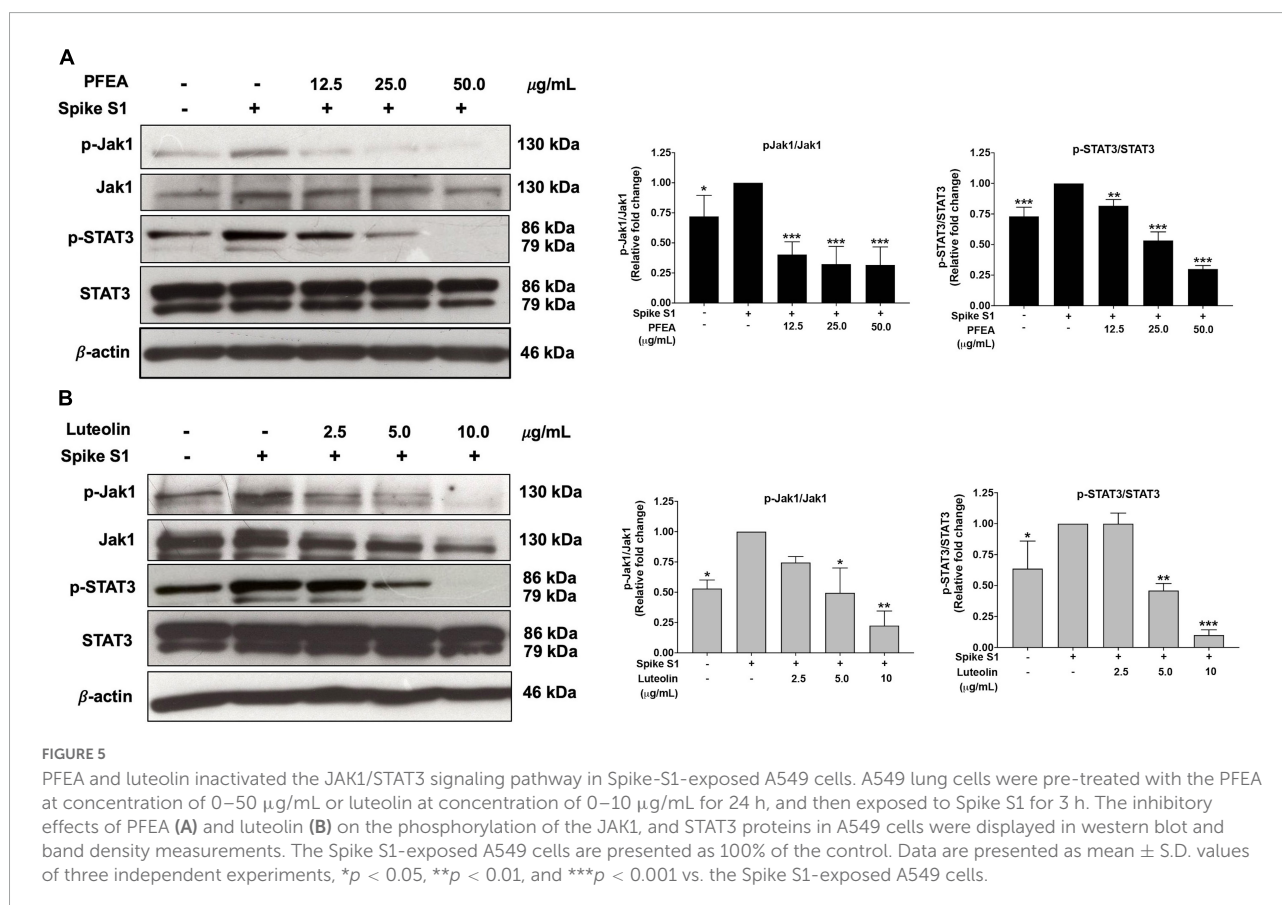 A
PFEA - - 12.5 25.0 50.0 μg/mL
Spike S1 - + + + +
p-Jak1 130 kDa
Jak1 130 kDa
p-STAT3 86 kDa
79 kDa
STAT3 86 kDa
79 kDa
β-actin 46 kDa
pJak1/Jak1
p-Jak1/Jak1
(Relative fold change)
1.25
1.00
0.75
0.50
0.25
0.00
* *** *** ***
Spike S1 - + + + +
PFEA - - 12.5 25.0 50.0
(μg/mL)
p-STAT3/STAT3
p-STAT3/STAT3
(Relative fold change)
1.25
1.00
0.75
0.50
0.25
0.00
*** ** *** ***
Spike S1 - + + + +
PFEA - - 12.5 25.0 50.0
(μg/mL)
B
Luteolin - - 2.5 5.0 10.0 μg/mL
Spike S1 - + + + +
p-Jak1 130 kDa
Jak1 130 kDa
p-STAT3 86 kDa
79 kDa
STAT3 86 kDa
79 kDa
β-actin 46 kDa
p-Jak1/Jak1
p-Jak1/Jak1
(Relative fold change)
1.25
1.00
0.75
0.50
0.25
0.00
* * **
Spike S1 - + + + +
Luteolin - - 2.5 5.0 10
(μg/mL)
p-STAT3/STAT3
p-STAT3/STAT3
(Relative fold change)
1.25
1.00
0.75
0.50
0.25
0.00
* ** ***
Spike S1 - + + + +
Luteolin - - 2.5 5.0 10
(μg/mL)
FIGURE 5
PFEA and luteolin inactivated the JAK1/STAT3 signaling pathway in Spike-S1-exposed A549 cells. A549 lung cells were pre-treated with the PFEA
at concentration of 0–50 μg/mL or luteolin at concentration of 0–10 μg/mL for 24 h, and then exposed to Spike S1 for 3 h. The inhibitory
effects of PFEA (A) and luteolin (B) on the phosphorylation of the JAK1, and STAT3 proteins in A549 cells were displayed in western blot and
band density measurements. The Spike S1-exposed A549 cells are presented as 100% of the control. Data are presented as mean ± S.D. values
of three independent experiments, *p < 0.05, **p < 0.01, and ***p < 0.001 vs. the Spike S1-exposed A549 cells.